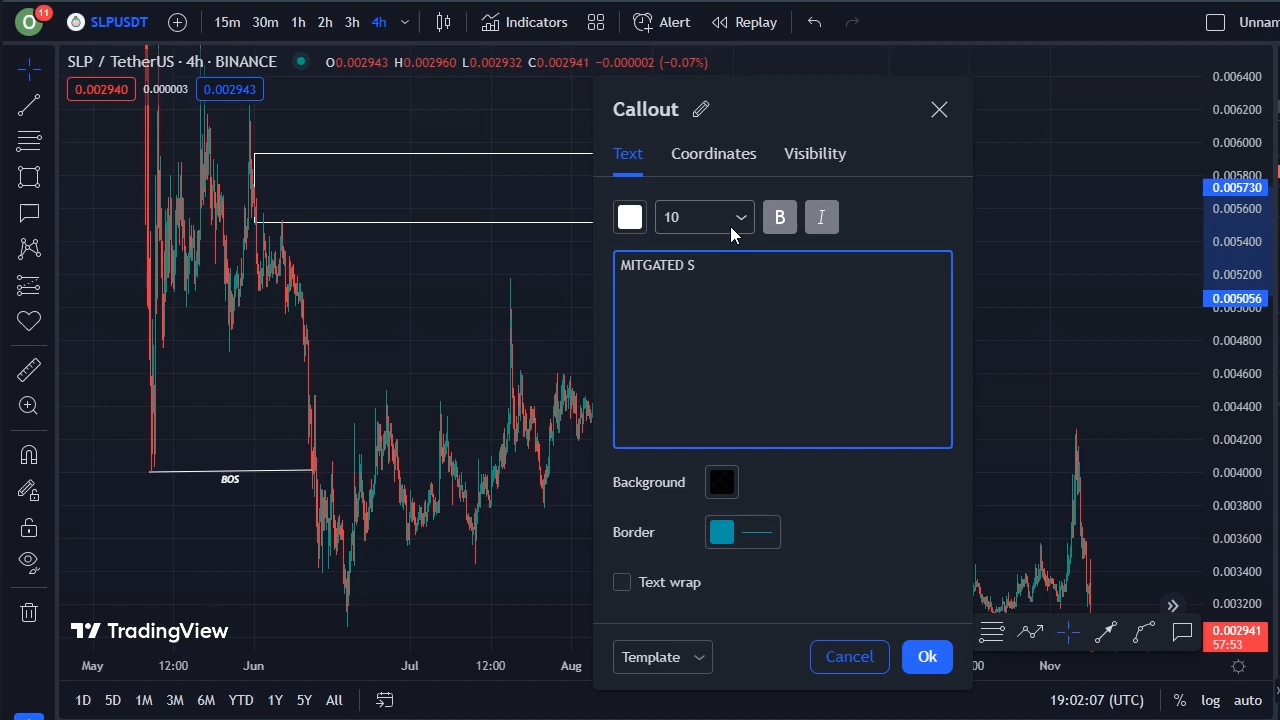 O 11 SLPUSDT 15m 30m 1h 2h 3h 4h Indicators Alert Replay
SLP / TetherUS · 4h · BINANCE O0.002943 H0.002960 L0.002932 C0.002941 −0.000002 (−0.07%)
0.002940 0.000003 0.002943
Callout
Text Coordinates Visibility
10 B I
MITGATED S
Background
Border
Text wrap
Template Cancel Ok
BOS
TradingView
0.006400
0.006200
0.006000
0.005800
0.005730
0.005600
0.005400
0.005200
0.005056
0.005000
0.004800
0.004600
0.004400
0.004200
0.004000
0.003800
0.003600
0.003400
0.003200
0.002941
57:53
May 12:00 Jun Jul 12:00 Aug Nov
1D 5D 1M 3M 6M YTD 1Y 5Y All 19:02:07 (UTC) % log auto